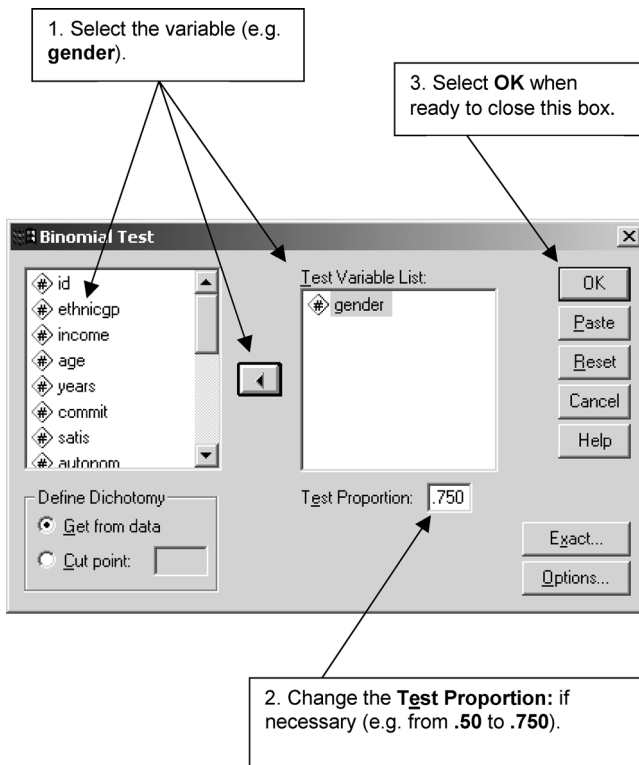 1. Select the variable (e.g.
gender).
3. Select OK when
ready to close this box.
Binomial Test
id
ethnicgp
income
age
years
commit
satis
autonom
Test Variable List:
gender
OK
Paste
Reset
Cancel
Help
Define Dichotomy
Get from data
Cut point:
Test Proportion: .750
Exact...
Options...
2. Change the Test Proportion: if
necessary (e.g. from .50 to .750).